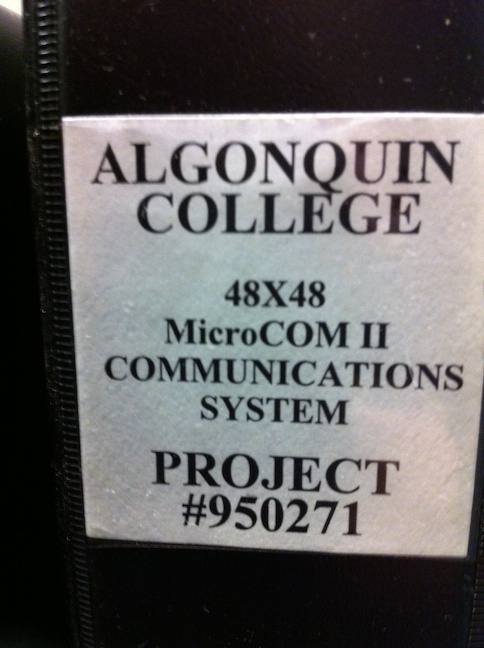 ALGONQUIN
COLLEGE
48X48
MicroCOM II
COMMUNICATIONS
SYSTEM
PROJECT
#950271